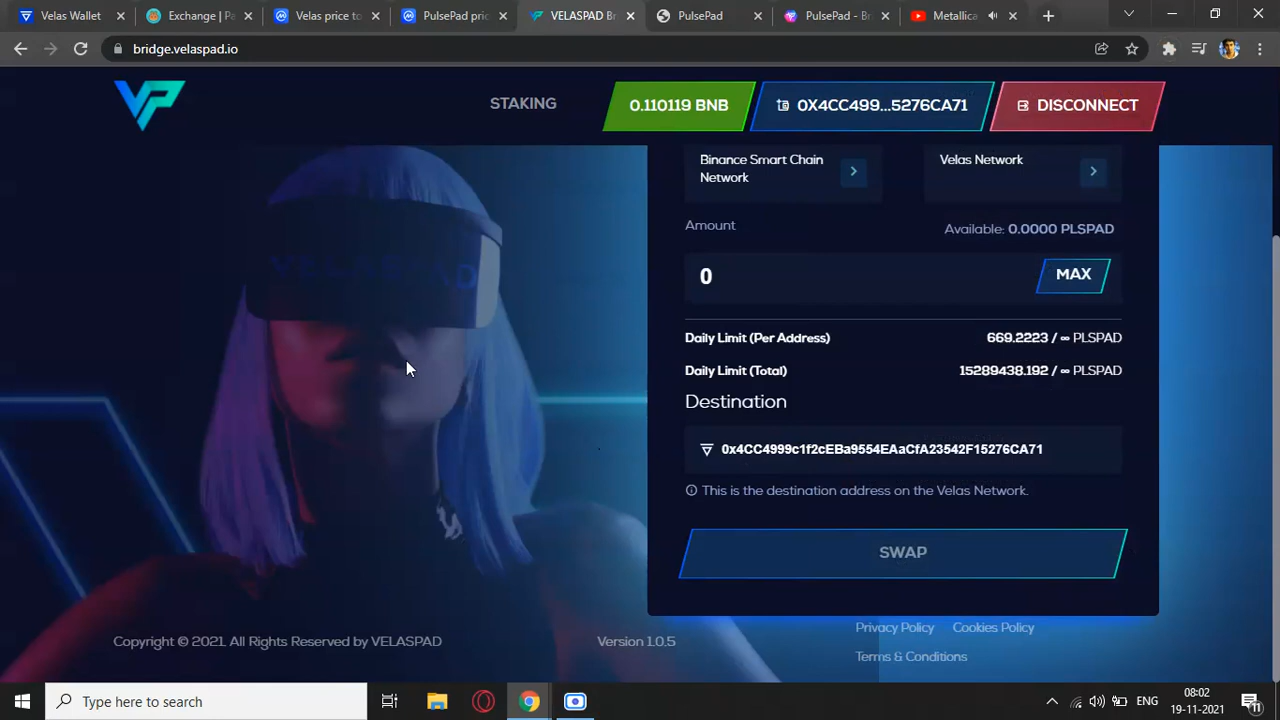 Velas Wallet
Exchange | Pa
Velas price to
PulsePad pric
VELASPAD Br
PulsePad
PulsePad - Br
Metallica
bridge.velaspad.io
VP
STAKING
0.110119 BNB
0X4CC499...5276CA71
DISCONNECT
Binance Smart Chain
Network
Velas Network
Amount
Available: 0.0000 PLSPAD
0
MAX
VELASPAD
Daily Limit (Per Address)
669.2223 / ∞ PLSPAD
Daily Limit (Total)
15289438.192 / ∞ PLSPAD
Destination
0x4CC4999c1f2cEBa9554EAaCfA23542F15276CA71
This is the destination address on the Velas Network.
SWAP
Copyright © 2021. All Rights Reserved by VELASPAD
Version 1.0.5
Privacy Policy
Cookies Policy
Terms & Conditions
Type here to search
ENG
08:02
19-11-2021
11